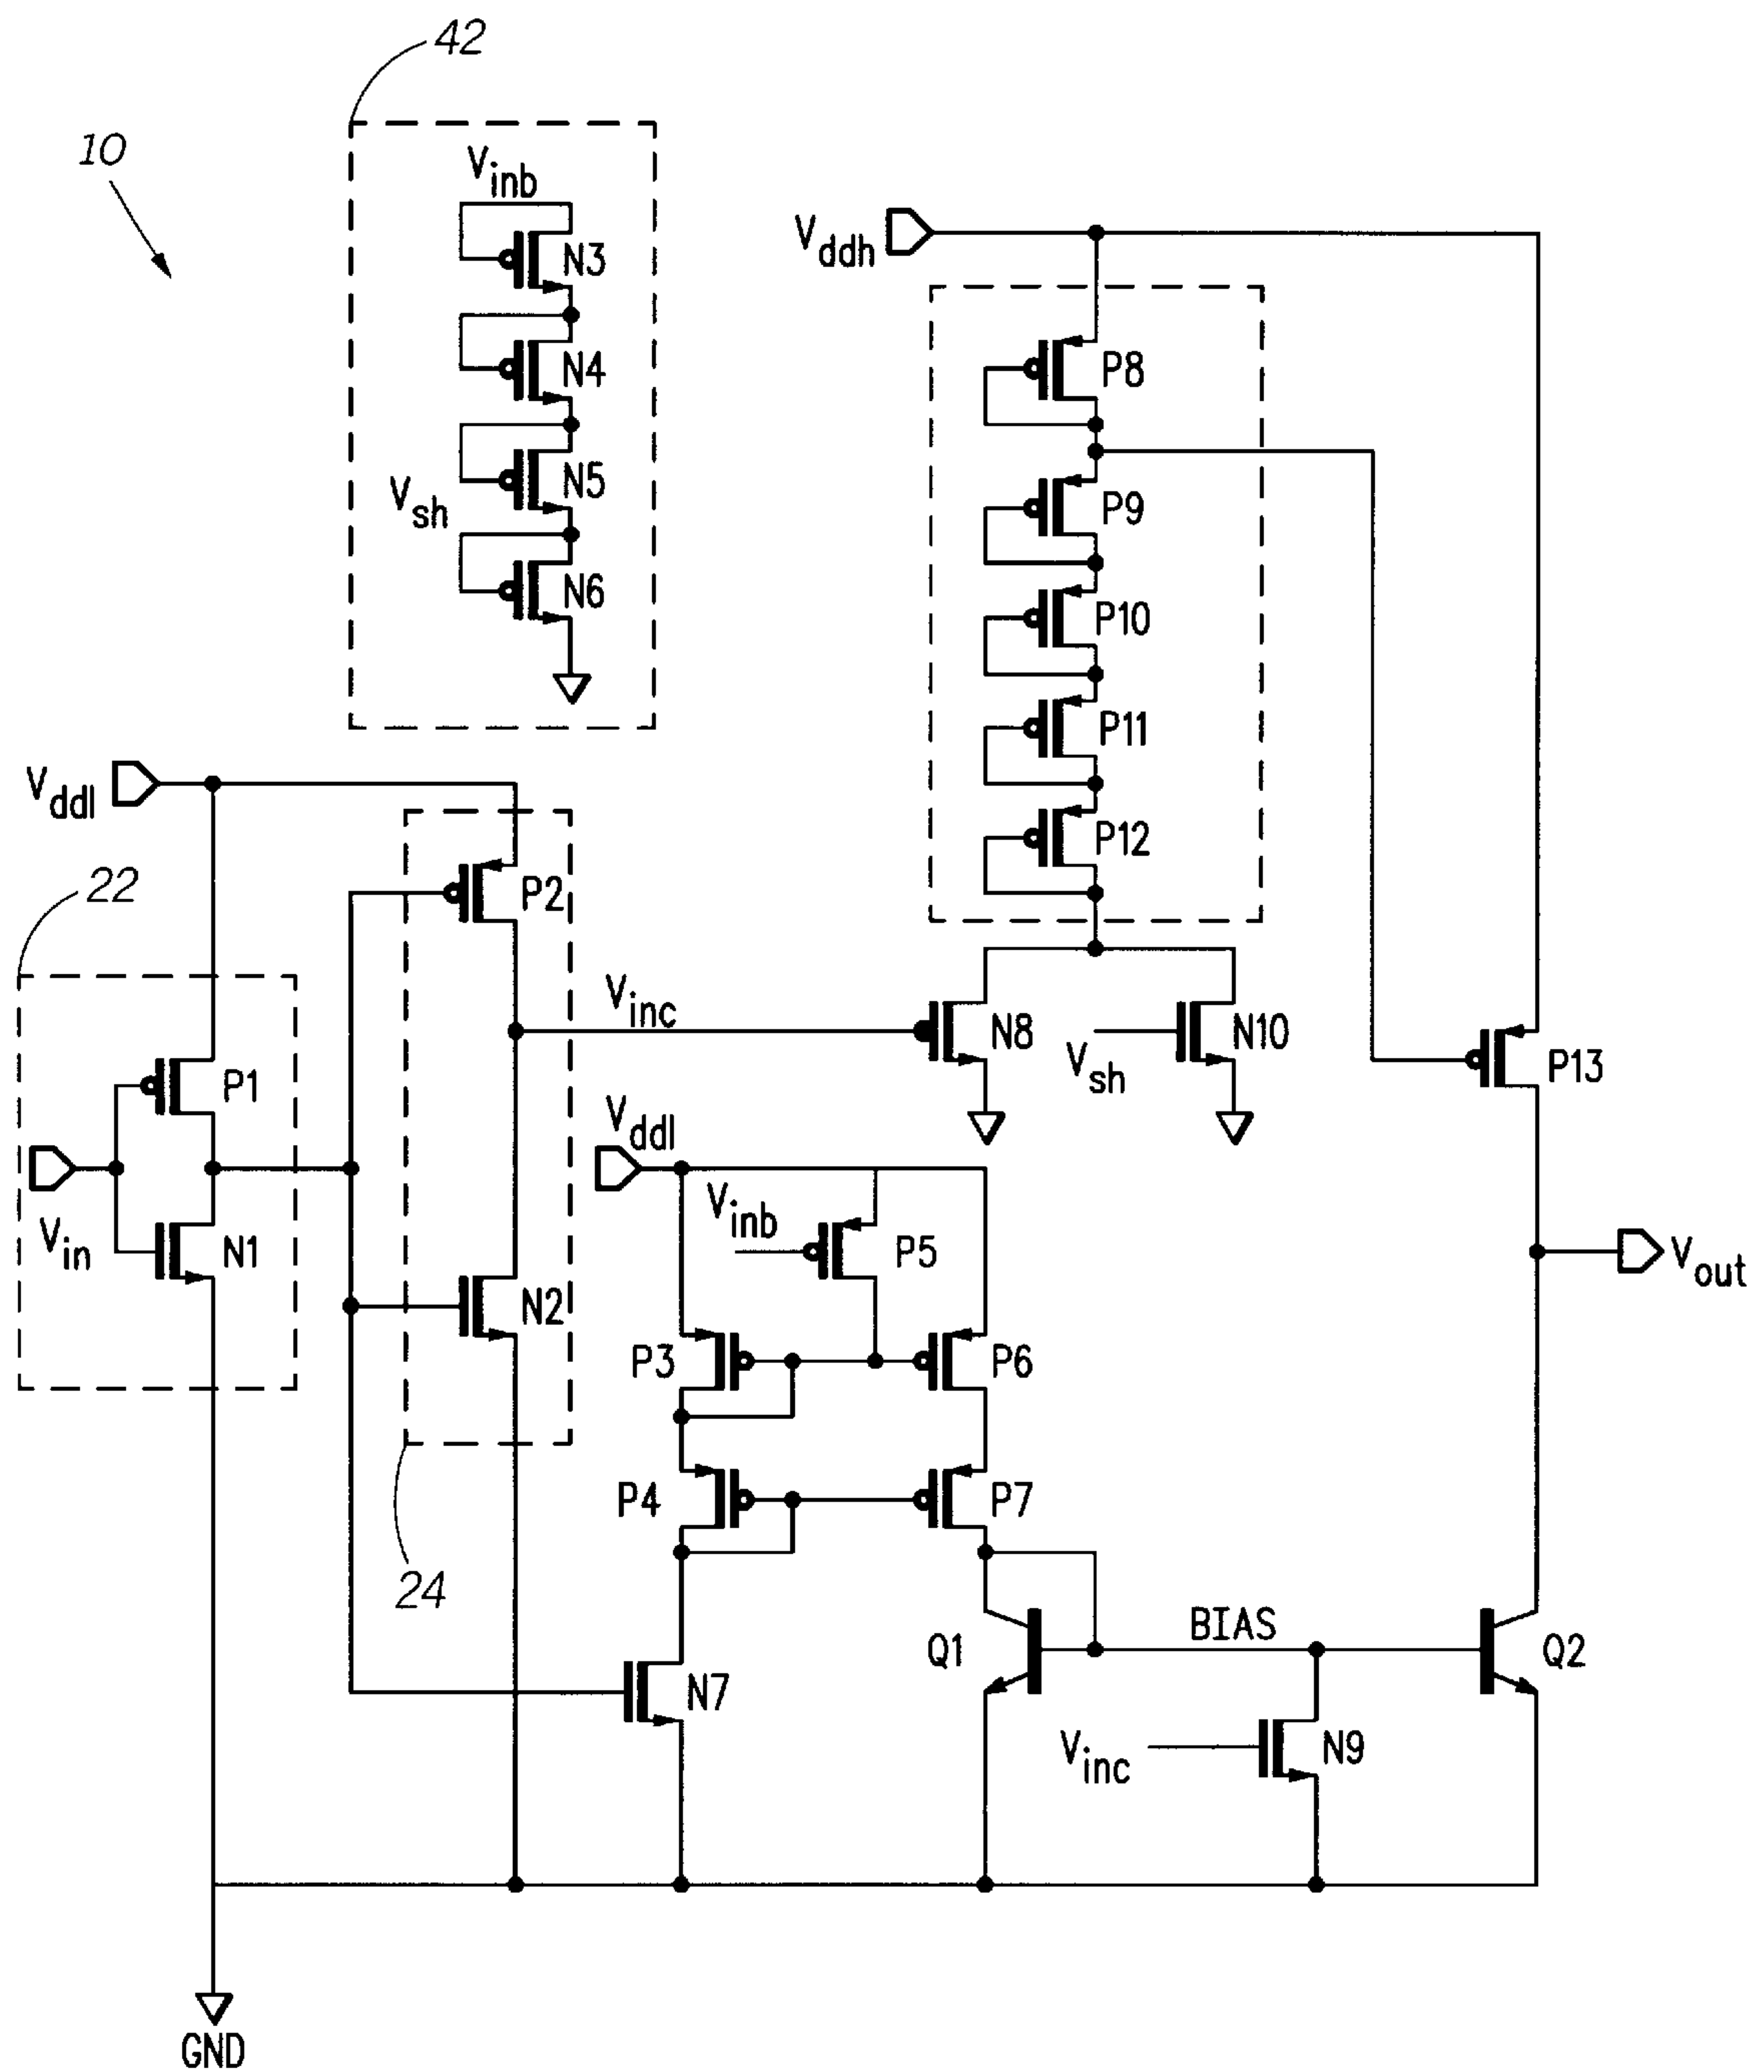 42
10
Vinb
N3
N4
N5
Vsh
N6
Vddh
P8
P9
P10
P11
P12
Vddl
P2
22
Vinc
N8
N10
Vsh
P13
P1
Vin
N1
N2
24
Vddl
Vinb
P5
P3
P6
P4
P7
Vout
N7
Q1
BIAS
Q2
Vinc
N9
GND